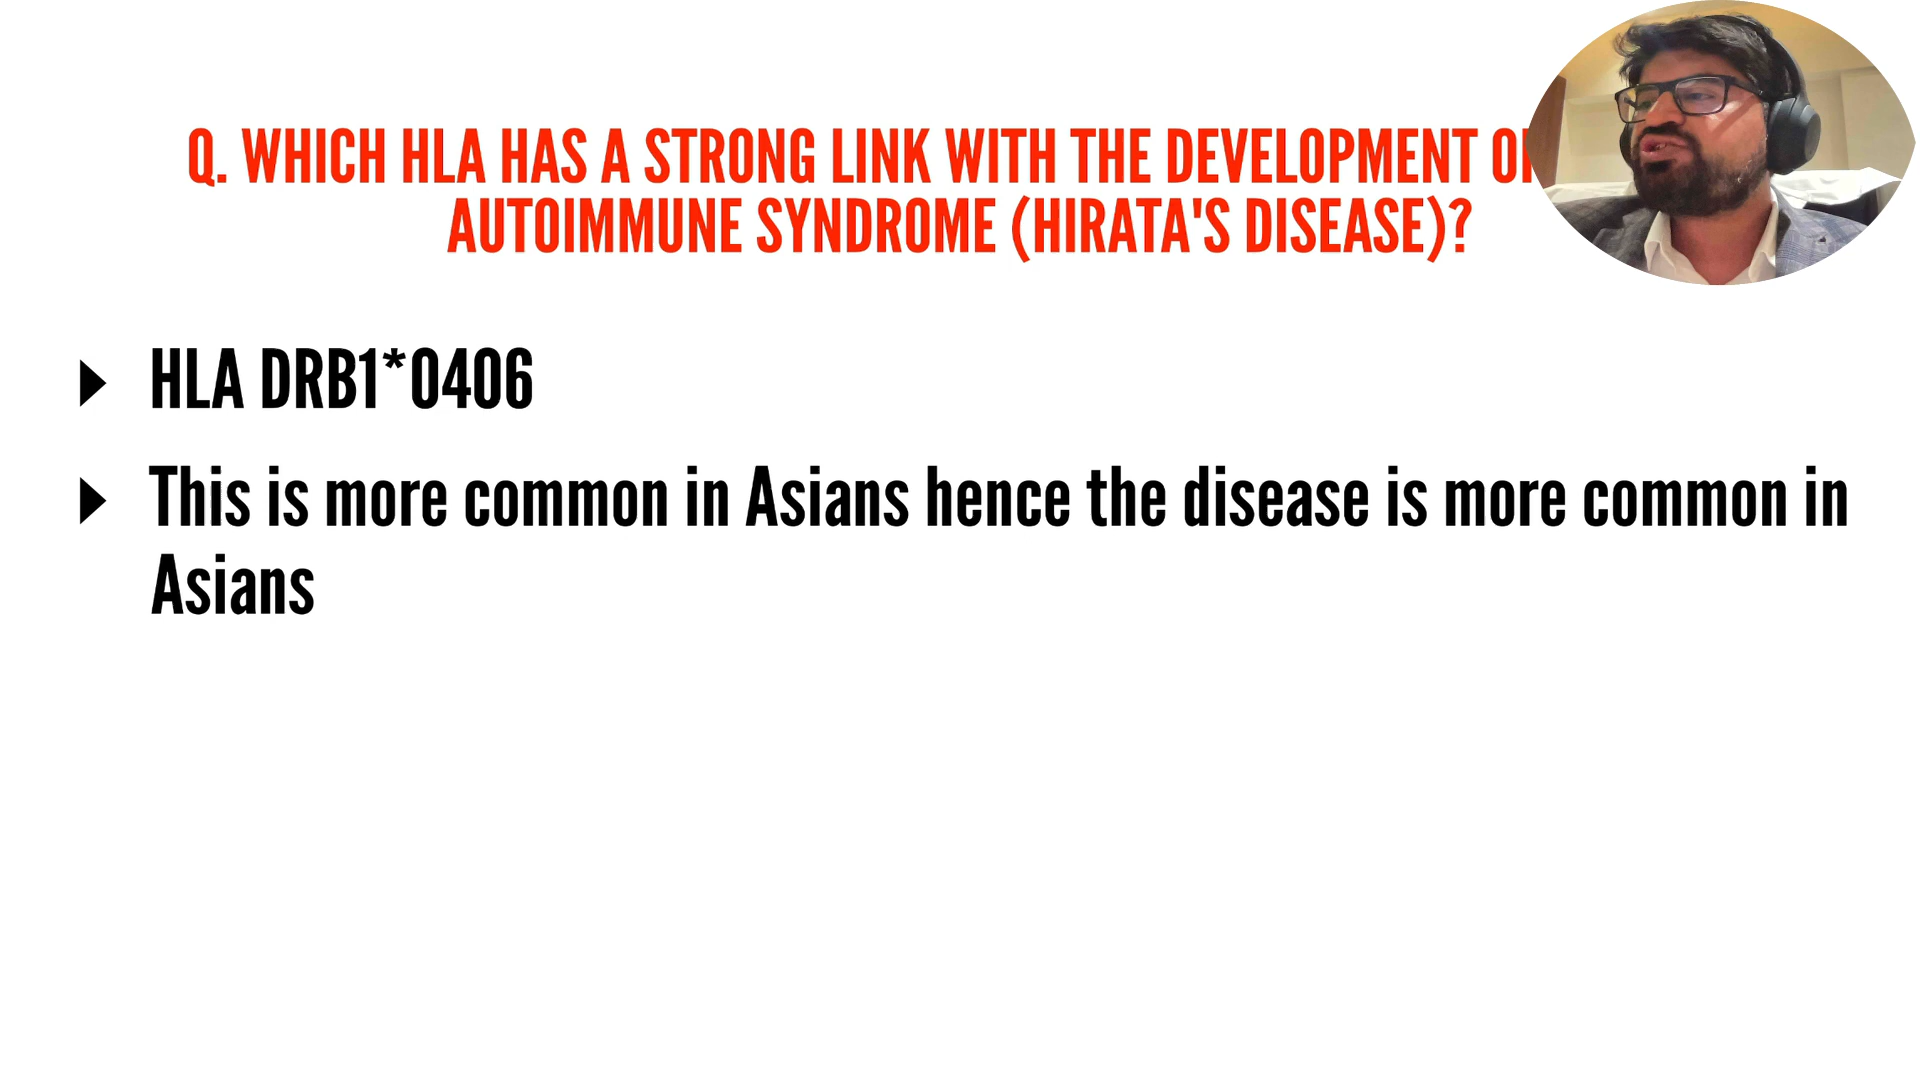 Q. WHICH HLA HAS A STRONG LINK WITH THE DEVELOPMENT
AUTOIMMUNE SYNDROME (HIRATA'S DISEASE)?
HLA DRB1*0406
This is more common in Asians hence the disease is more common in
Asians